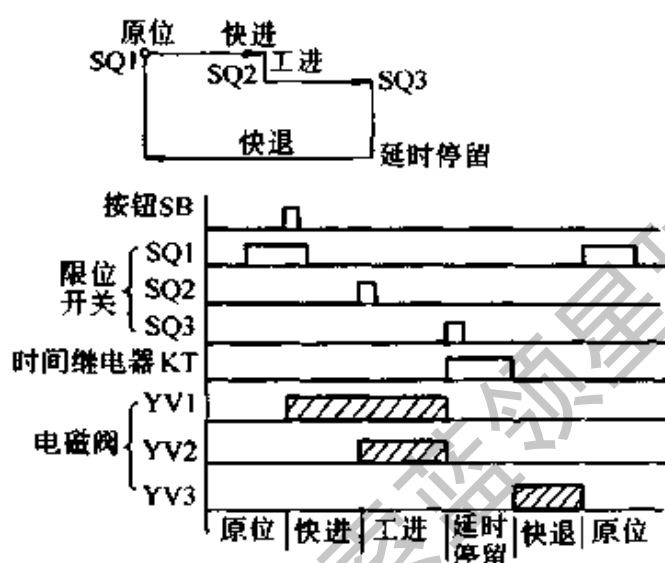 原位 快进
SQ1 SQ2 工进 SQ3
快退 延时停留
按钮SB
限位开关
SQ1
SQ2
SQ3
时间继电器KT
电磁阀
YV1
YV2
YV3
原位 快进 工进 延时停留 快退 原位